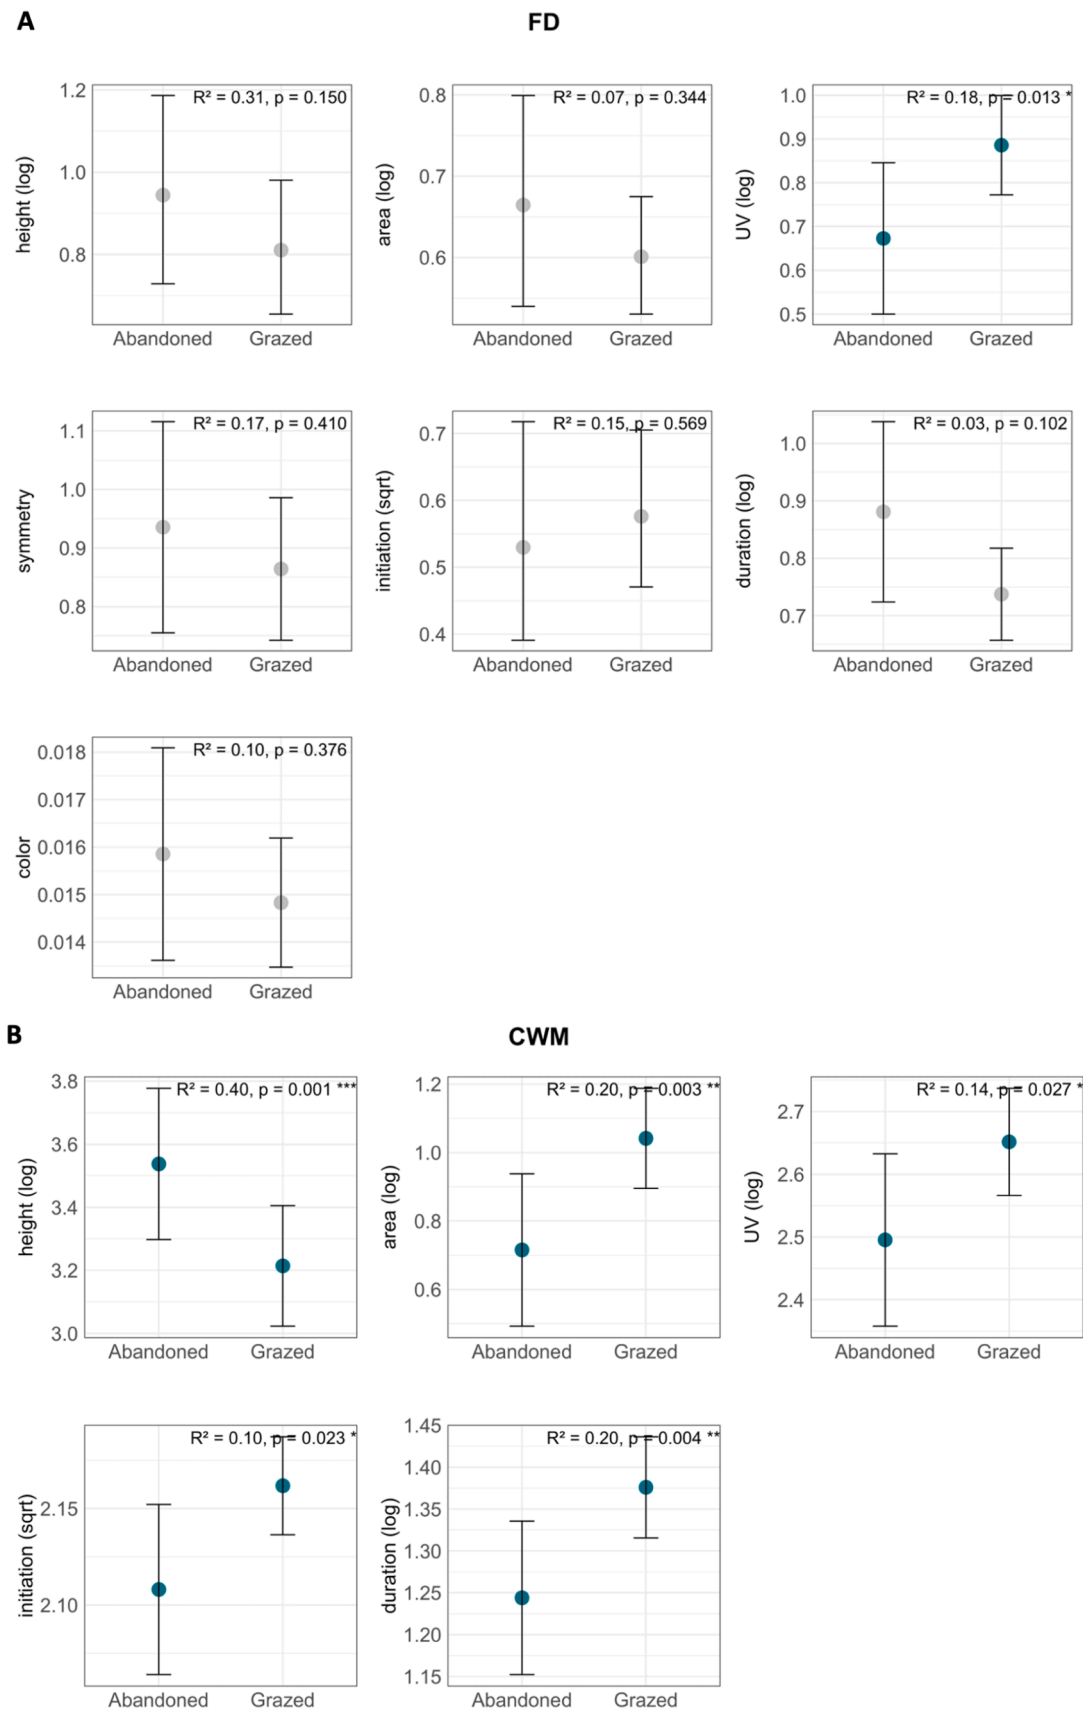 A
FD
R² = 0.31, p = 0.150
height (log)
1.2
1.0
0.8
Abandoned Grazed
R² = 0.07, p = 0.344
area (log)
0.8
0.7
0.6
Abandoned Grazed
R² = 0.18, p = 0.013 *
UV (log)
1.0
0.9
0.8
0.7
0.6
0.5
Abandoned Grazed
R² = 0.17, p = 0.410
symmetry
1.1
1.0
0.9
0.8
Abandoned Grazed
R² = 0.15, p = 0.569
initiation (sqrt)
0.7
0.6
0.5
0.4
Abandoned Grazed
R² = 0.03, p = 0.102
duration (log)
1.0
0.9
0.8
0.7
Abandoned Grazed
R² = 0.10, p = 0.376
color
0.018
0.017
0.016
0.015
0.014
Abandoned Grazed
B
CWM
R² = 0.40, p = 0.001 ***
height (log)
3.8
3.6
3.4
3.2
3.0
Abandoned Grazed
R² = 0.20, p = 0.003 **
area (log)
1.2
1.0
0.8
0.6
Abandoned Grazed
R² = 0.14, p = 0.027 *
UV (log)
2.7
2.6
2.5
2.4
Abandoned Grazed
R² = 0.10, p = 0.023 *
initiation (sqrt)
2.15
2.10
Abandoned Grazed
R² = 0.20, p = 0.004 **
duration (log)
1.45
1.40
1.35
1.30
1.25
1.20
1.15
Abandoned Grazed